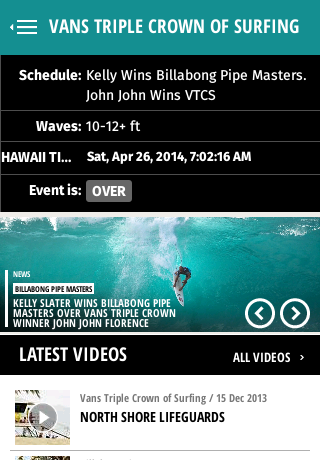 VANS TRIPLE CROWN OF SURFING
Schedule: Kelly Wins Billabong Pipe Masters.
John John Wins VTCS
Waves: 10-12+ ft
HAWAII TI... Sat, Apr 26, 2014, 7:02:16 AM
Event is: OVER
NEWS
BILLABONG PIPE MASTERS
KELLY SLATER WINS BILLABONG PIPE
MASTERS OVER VANS TRIPLE CROWN
WINNER JOHN JOHN FLORENCE
LATEST VIDEOS
ALL VIDEOS
Vans Triple Crown of Surfing / 15 Dec 2013
NORTH SHORE LIFEGUARDS